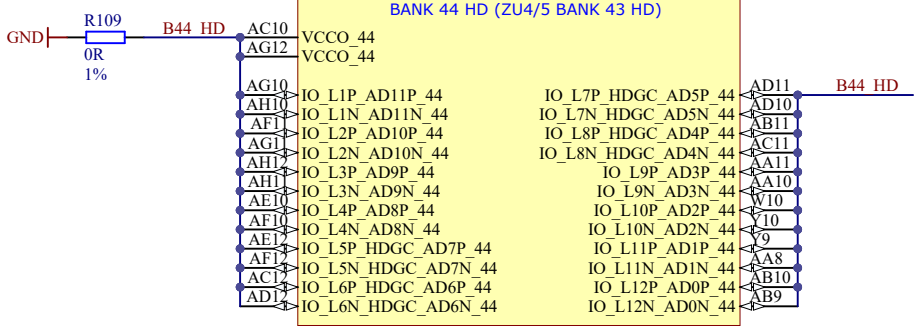 BANK 44 HD (ZU4/5 BANK 43 HD)
R109
GND
0R
1%
B44_HD
AC10 VCCO_44
AG12 VCCO_44
AG10 IO_L1P_AD11P_44
AH10 IO_L1N_AD11N_44
AF1 IO_L2P_AD10P_44
AG1 IO_L2N_AD10N_44
AH12 IO_L3P_AD9P_44
AH1 IO_L3N_AD9N_44
AE10 IO_L4P_AD8P_44
AF10 IO_L4N_AD8N_44
AE12 IO_L5P_HDGC_AD7P_44
AF12 IO_L5N_HDGC_AD7N_44
AC12 IO_L6P_HDGC_AD6P_44
AD12 IO_L6N_HDGC_AD6N_44
IO_L7P_HDGC_AD5P_44 AD11 B44_HD
IO_L7N_HDGC_AD5N_44 AD10
IO_L8P_HDGC_AD4P_44 AB11
IO_L8N_HDGC_AD4N_44 AC11
IO_L9P_AD3P_44 AA11
IO_L9N_AD3N_44 AA10
IO_L10P_AD2P_44 W10
IO_L10N_AD2N_44 Y10
IO_L11P_AD1P_44 Y9
IO_L11N_AD1N_44 AA8
IO_L12P_AD0P_44 AB10
IO_L12N_AD0N_44 AB9